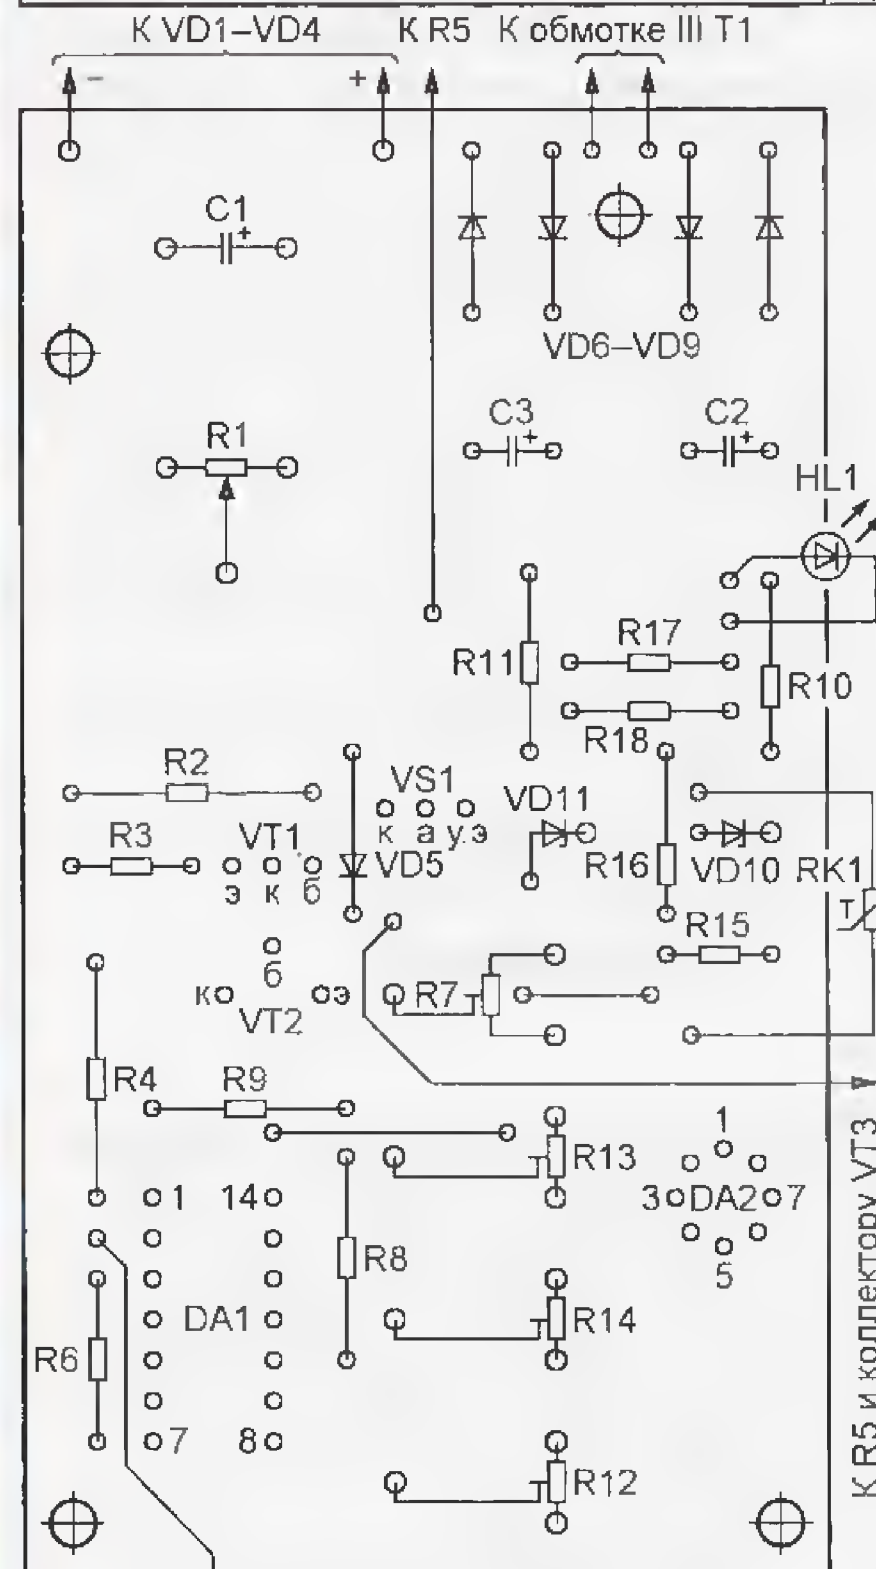 К VD1–VD4 К R5 К обмотке III Т1
– +
C1
VD6–VD9
C3 C2
R1
HL1
R17
R11
R10
R18
R2 VS1 VD11
к а у.э
R3 VT1 VD5 R16 VD10 RK1
э к б
T
R15
б
к э R7
VT2
R4 R9
1
R13
1 14 3 DA2 7
R8 5
DA1 R14
R6
7 8
R12
К R5 и коллектору VT3